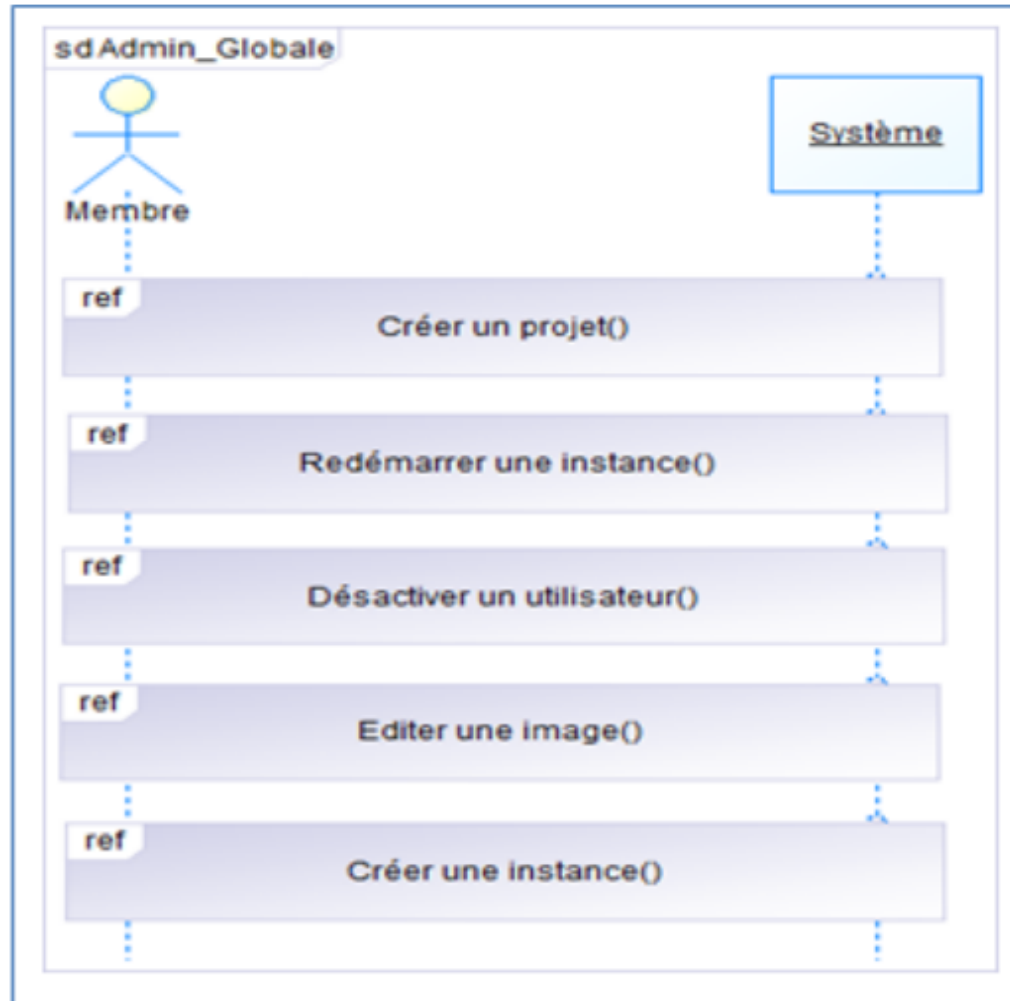 sd Admin_Globale
Système
Membre
ref
Créer un projet()
ref
Redémarrer une instance()
ref
Désactiver un utilisateur()
ref
Editer une image()
ref
Créer une instance()